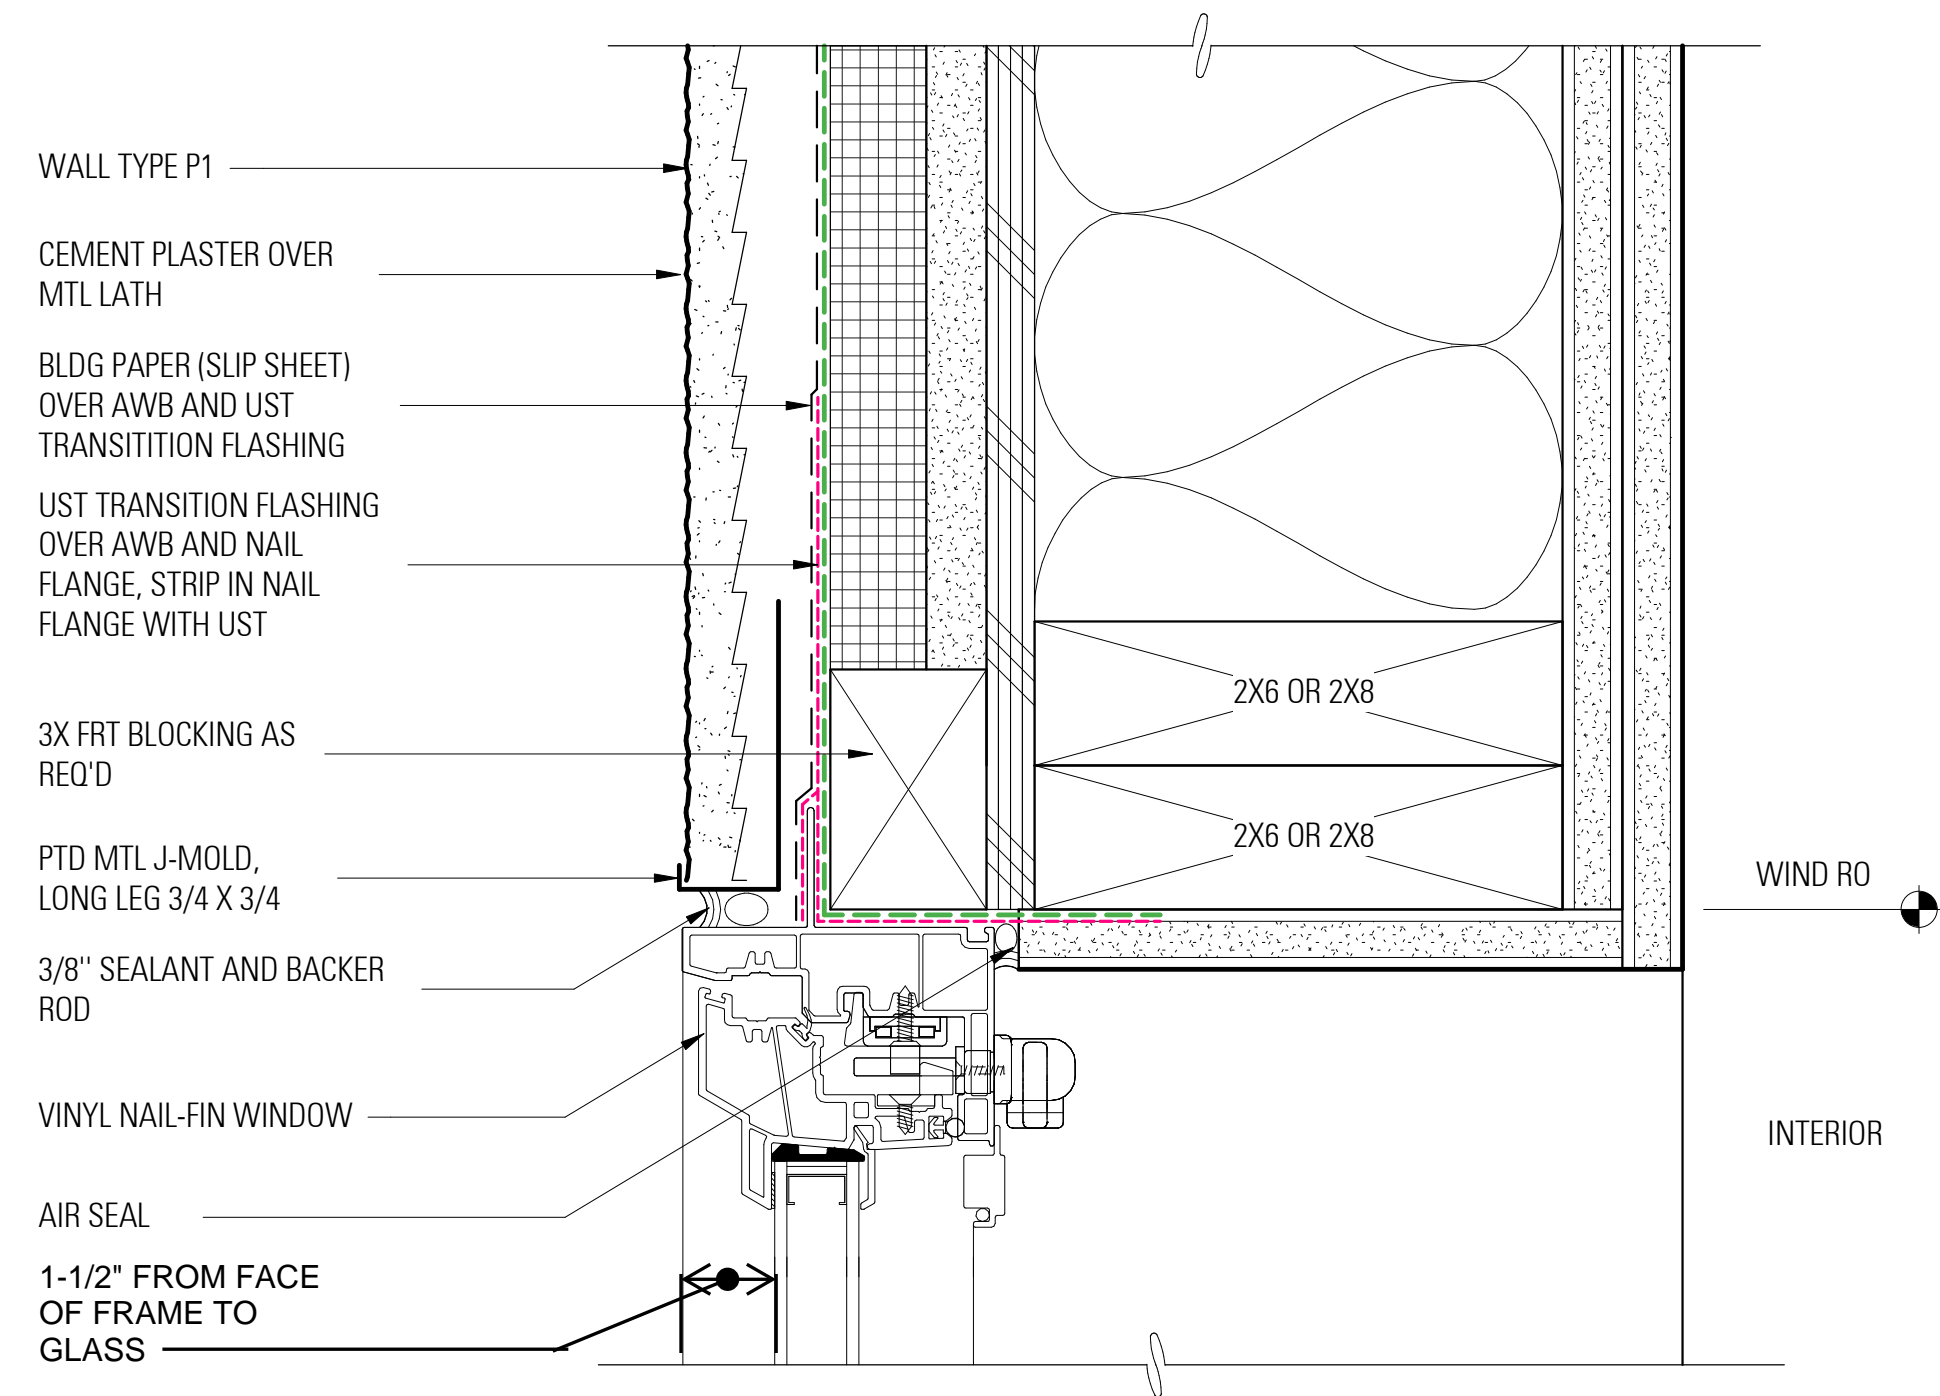 WALL TYPE P1
CEMENT PLASTER OVER
MTL LATH
BLDG PAPER (SLIP SHEET)
OVER AWB AND UST
TRANSITITION FLASHING
UST TRANSITION FLASHING
OVER AWB AND NAIL
FLANGE, STRIP IN NAIL
FLANGE WITH UST
3X FRT BLOCKING AS
REQ'D
PTD MTL J-MOLD,
LONG LEG 3/4 X 3/4
3/8'' SEALANT AND BACKER
ROD
VINYL NAIL-FIN WINDOW
AIR SEAL
1-1/2" FROM FACE
OF FRAME TO
GLASS
2X6 OR 2X8
2X6 OR 2X8
WIND RO
INTERIOR